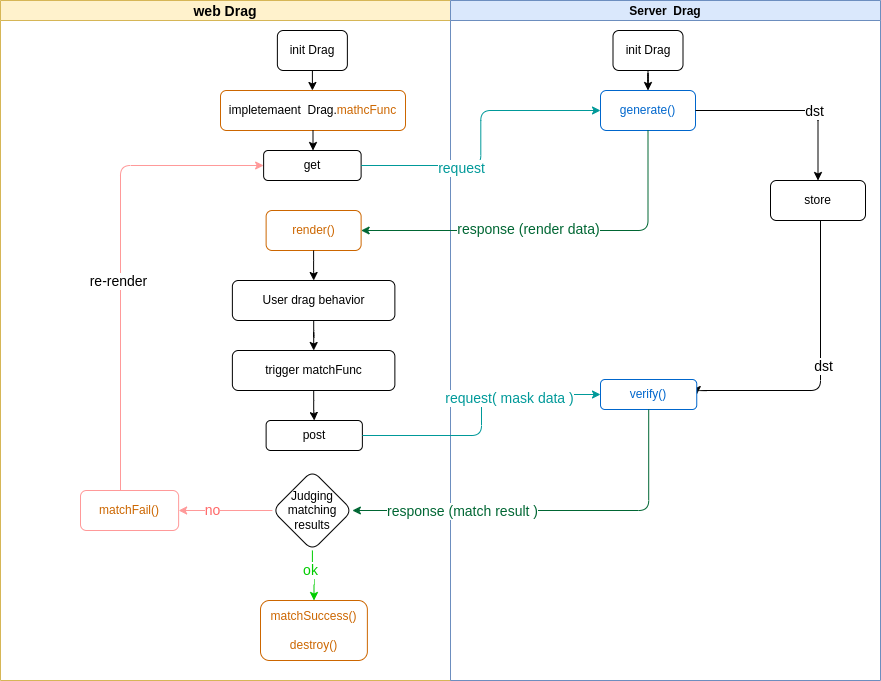 web Drag
Server Drag
init Drag
init Drag
impletemaent Drag.mathcFunc
generate()
dst
get
request
store
render()
response (render data)
re-render
User drag behavior
trigger matchFunc
dst
request( mask data )
verify()
post
Judging
matching
results
matchFail()
no
response (match result )
ok
matchSuccess()
destroy()